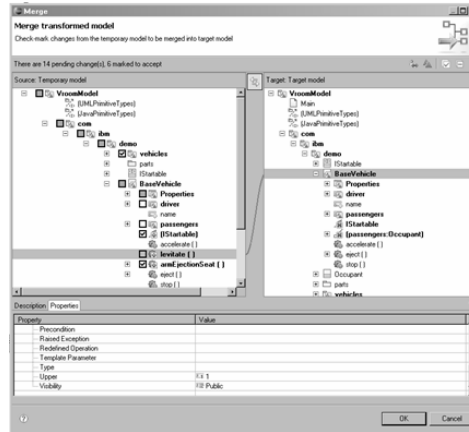 Merge
Merge transformed model
Check-mark changes from the temporary model to be merged into target model.
There are 14 pending change(s), 6 marked to accept
Source: Temporary model
VroomModel
(UMLPrimitiveTypes)
(JavaPrimitiveTypes)
com
ibm
demo
vehicles
parts
IStartable
BaseVehicle
Properties
driver
name
passengers
(IStartable)
accelerate ( )
levitate ( )
armEjectionSeat ( )
eject ( )
stop ( )
Target: Target model
VroomModel
Main
(UMLPrimitiveTypes)
(JavaPrimitiveTypes)
com
ibm
demo
IStartable
BaseVehicle
Properties
driver
name
passengers
IStartable
(passengers:Occupant)
accelerate ( )
eject ( )
stop ( )
Occupant
parts
vehicles
Description Properties
Property Value
Precondition
Raised Exception
Redefined Operation
Template Parameter
Type
Upper 1
Visibility Public
OK Cancel